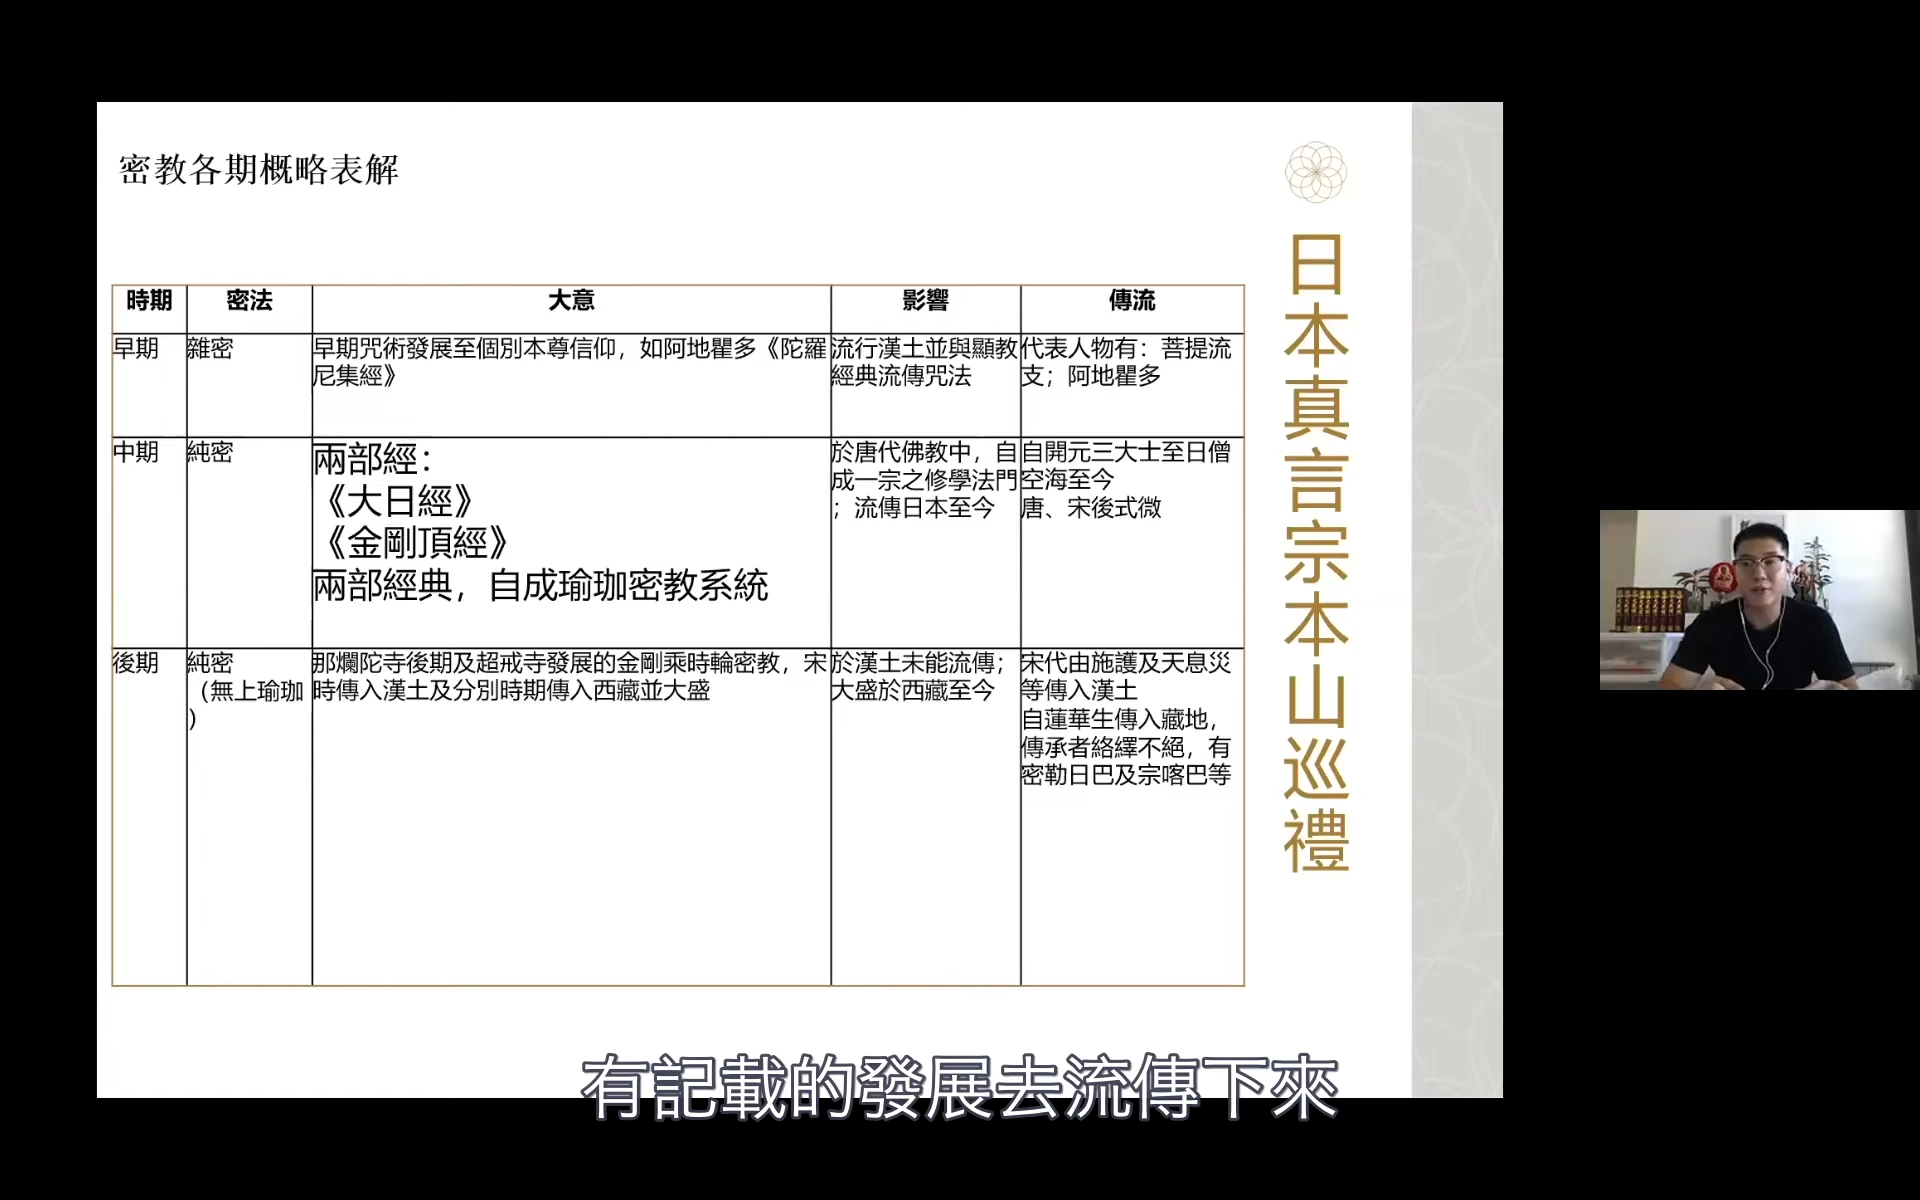 密教各期概略表解
日本真言宗本山巡禮
時期
密法
大意
影響
傳流
早期
雜密
早期咒術發展至個別本尊信仰，如阿地瞿多《陀羅
尼集經》
流行漢土並與顯教
經典流傳咒法
代表人物有：菩提流
支；阿地瞿多
中期
純密
兩部經：
《大日經》
《金剛頂經》
兩部經典，自成瑜珈密教系統
於唐代佛教中，自
成一宗之修學法門
；流傳日本至今
自開元三大士至日僧
空海至今
唐、宋後式微
後期
純密
（無上瑜珈
）
那爛陀寺後期及超戒寺發展的金剛乘時輪密教，宋
時傳入漢土及分別時期傳入西藏並大盛
於漢土未能流傳；
大盛於西藏至今
宋代由施護及天息災
等傳入漢土
自蓮華生傳入藏地，
傳承者絡繹不絕，有
密勒日巴及宗喀巴等
有記載的發展去流傳下來